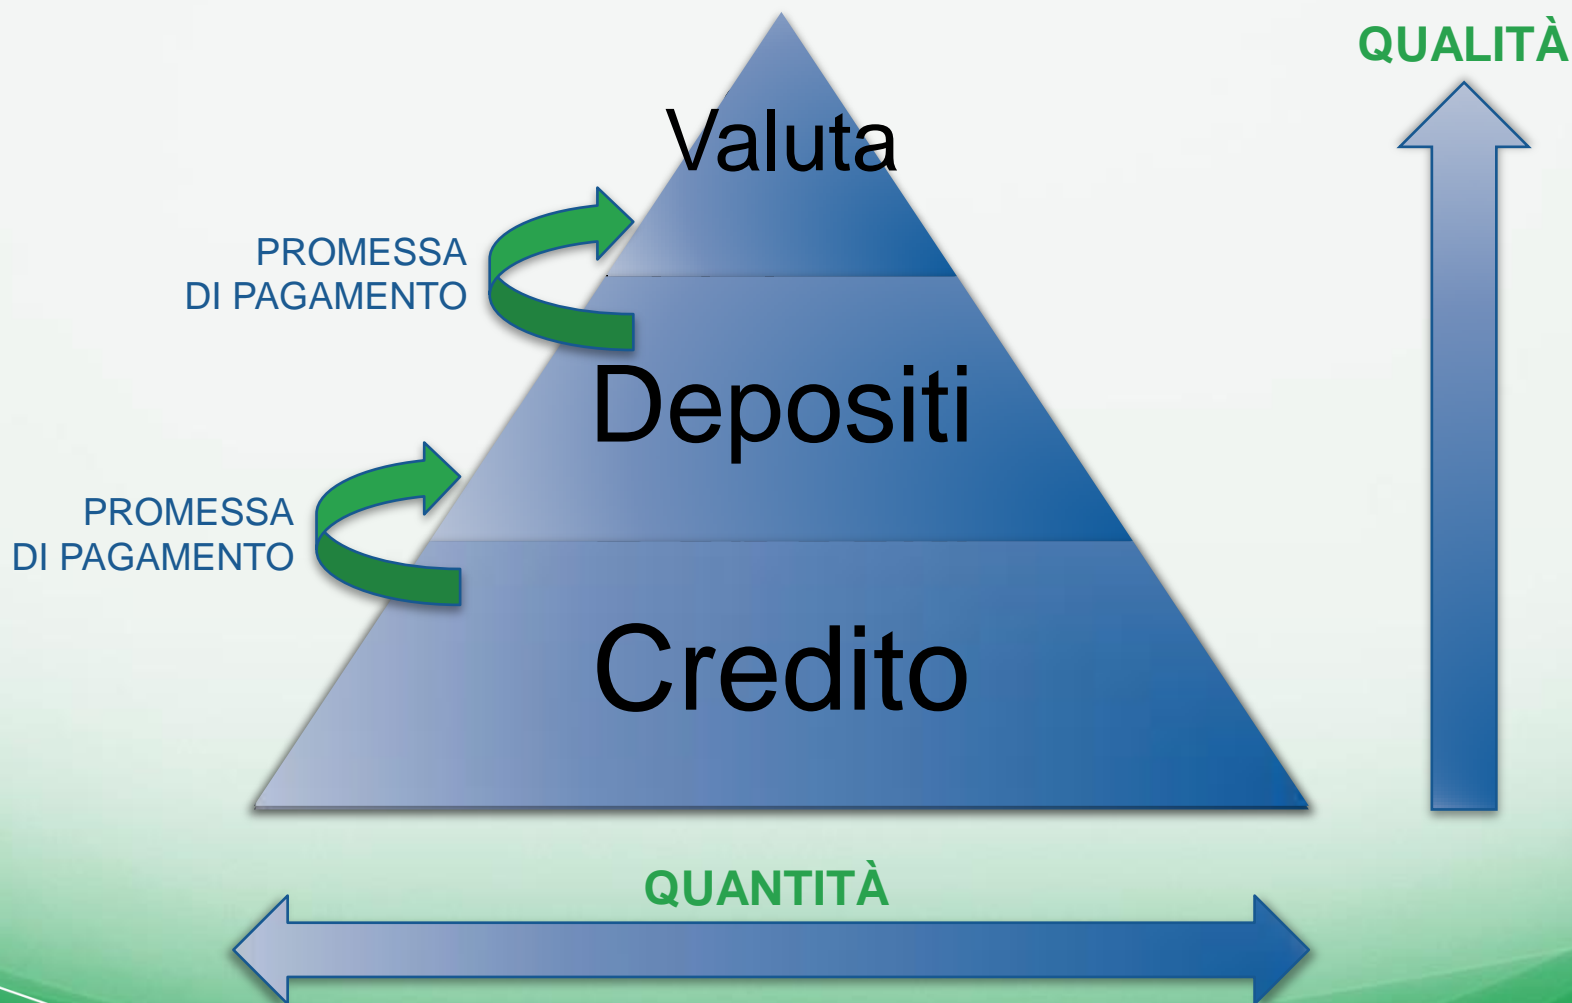 QUALITÀ
Valuta
PROMESSA
DI PAGAMENTO
Depositi
PROMESSA
DI PAGAMENTO
Credito
QUANTITÀ